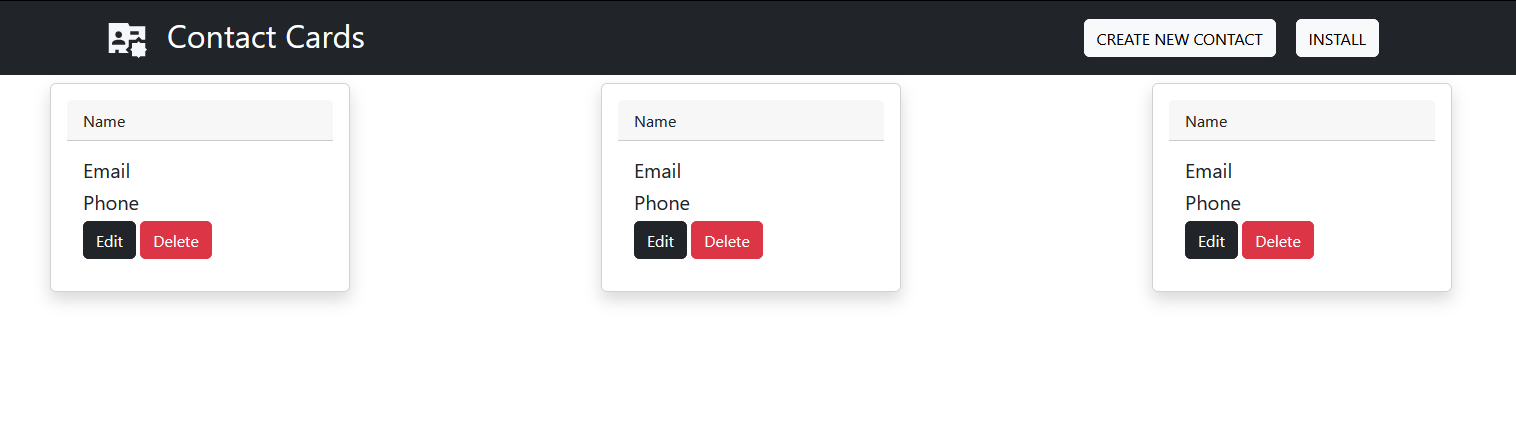 Contact Cards CREATE NEW CONTACT INSTALL
Name Name Name
Email Email Email
Phone Phone Phone
Edit Delete Edit Delete Edit Delete